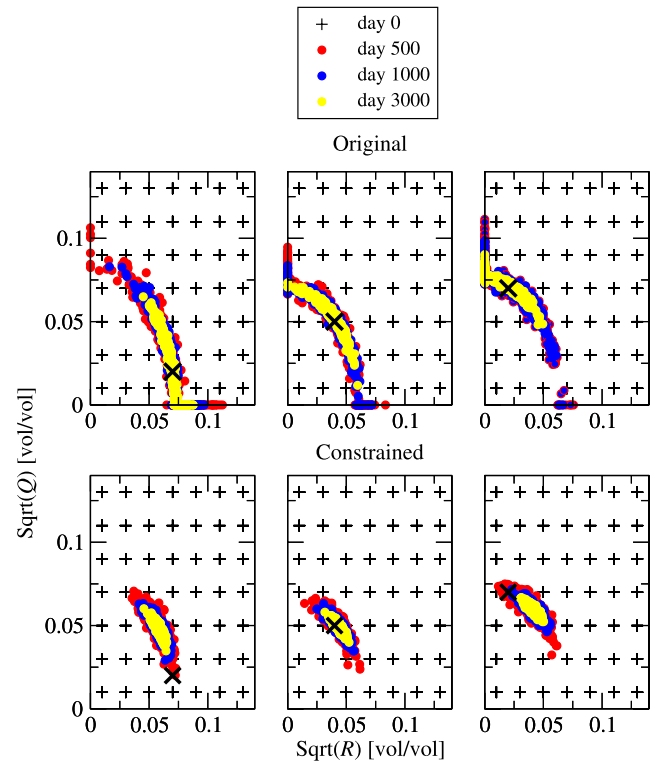 day 0
day 500
day 1000
day 3000
Original
0.1
0.05
0
0 0.05 0.1 0 0.05 0.1 0 0.05 0.1
Sqrt(Q) [vol/vol]
Constrained
0.1
0.05
0
0 0.05 0.1 0 0.05 0.1 0 0.05 0.1
Sqrt(R) [vol/vol]